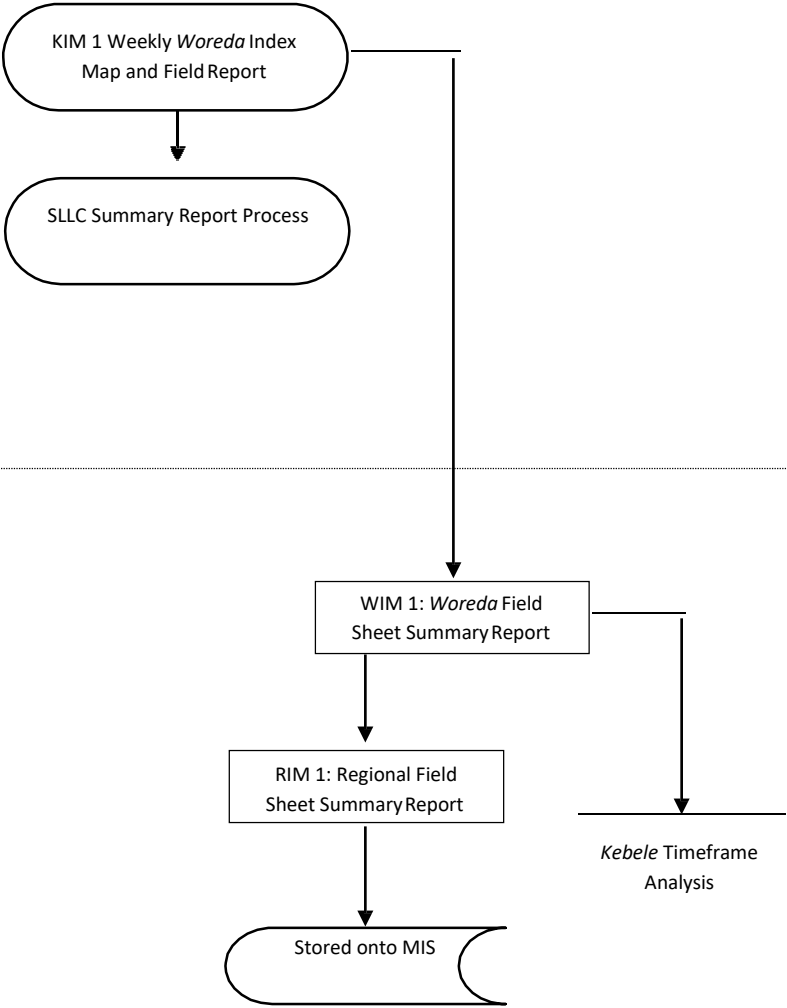 KIM 1 Weekly Woreda Index
Map and Field Report
SLLC Summary Report Process
WIM 1: Woreda Field
Sheet Summary Report
RIM 1: Regional Field
Sheet Summary Report
Kebele Timeframe
Analysis
Stored onto MIS